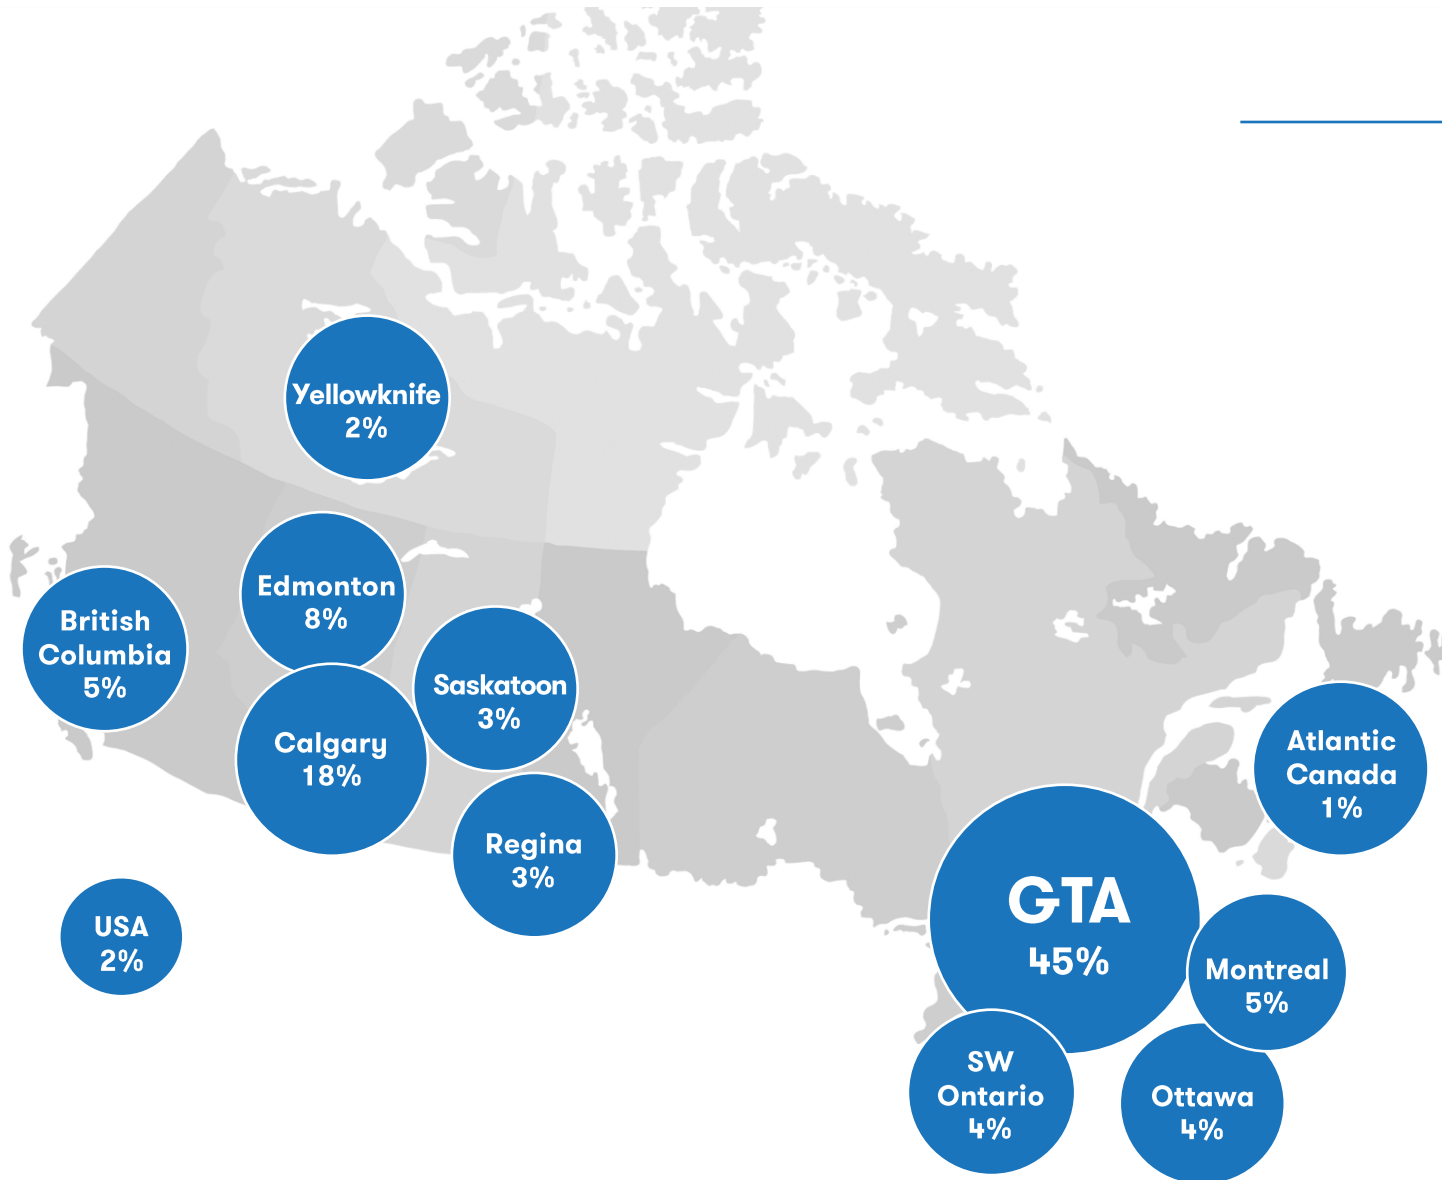 Yellowknife
2%
Edmonton
8%
British
Columbia
5%
Saskatoon
3%
Calgary
18%
Regina
3%
USA
2%
Atlantic
Canada
1%
GTA
45%
Montreal
5%
SW
Ontario
4%
Ottawa
4%